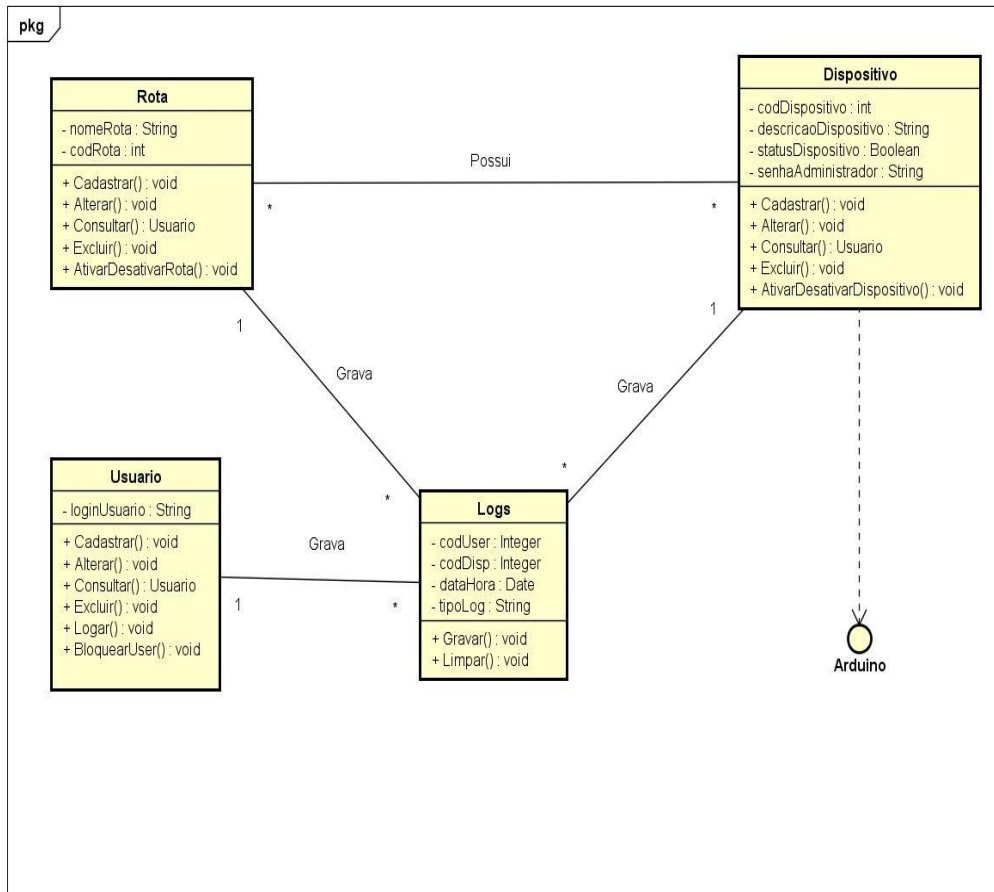 pkg
Rota
- nomeRota : String
- codRota : int
+ Cadastrar() : void
+ Alterar() : void
+ Consultar() : Usuario
+ Excluir() : void
+ AtivarDesativarRota() : void
Possui
*
*
Dispositivo
- codDispositivo : int
- descricaoDispositivo : String
- statusDispositivo : Boolean
- senhaAdministrador : String
+ Cadastrar() : void
+ Alterar() : void
+ Consultar() : Usuario
+ Excluir() : void
+ AtivarDesativarDispositivo() : void
1
Grava
*
1
Grava
*
Usuario
- loginUsuario : String
+ Cadastrar() : void
+ Alterar() : void
+ Consultar() : Usuario
+ Excluir() : void
+ Logar() : void
+ BloquearUser() : void
Grava
1
*
Logs
- codUser : Integer
- codDisp : Integer
- dataHora : Date
- tipoLog : String
+ Gravar() : void
+ Limpar() : void
Arduino